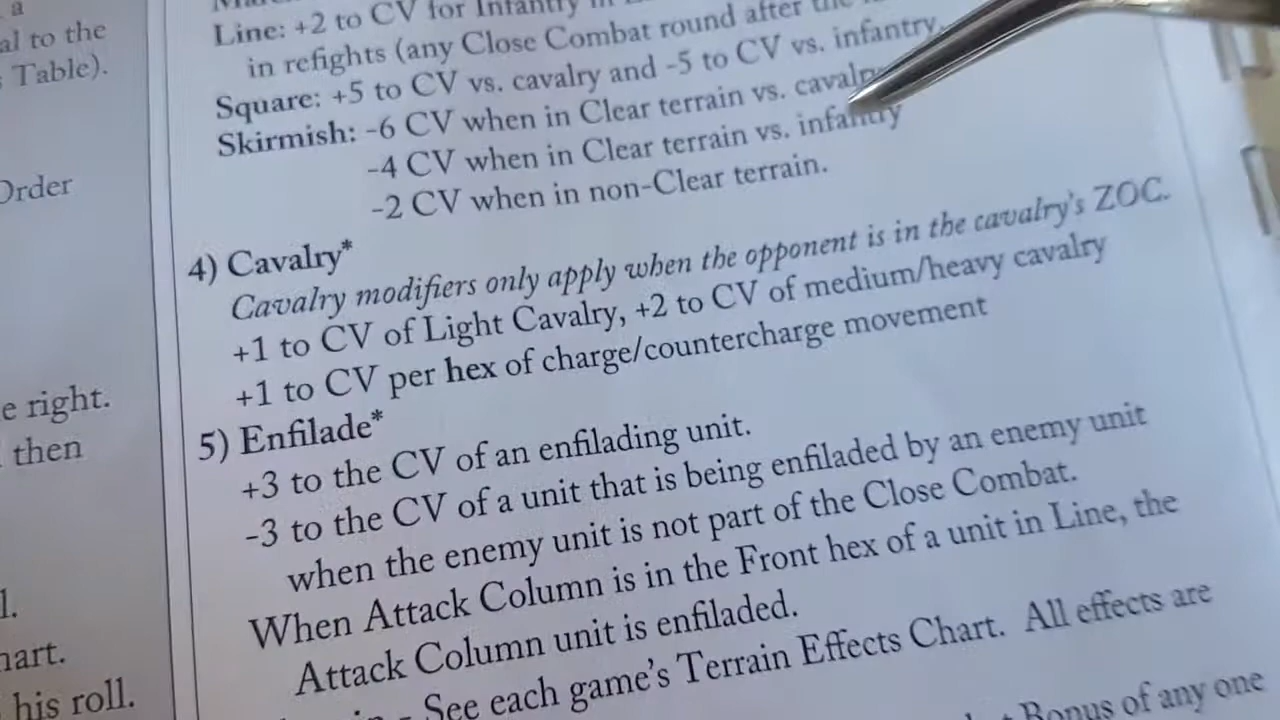 a
al to the
Table).
Order
e right.
then
l.
his roll.
Line: +2 to CV for Infantry in
in refights (any Close Combat round after the
Square: +5 to CV vs. cavalry and -5 to CV vs. infantry.
Skirmish: -6 CV when in Clear terrain vs. cavalry
-4 CV when in Clear terrain vs. infantry
-2 CV when in non-Clear terrain.
4) Cavalry*
Cavalry modifiers only apply when the opponent is in the cavalry's ZOC.
+1 to CV of Light Cavalry, +2 to CV of medium/heavy cavalry
+1 to CV per hex of charge/countercharge movement
5) Enfilade*
+3 to the CV of an enfilading unit.
-3 to the CV of a unit that is being enfiladed by an enemy unit
when the enemy unit is not part of the Close Combat.
When Attack Column is in the Front hex of a unit in Line, the
Attack Column unit is enfiladed.
- See each game's Terrain Effects Chart. All effects are
Bonus of any one